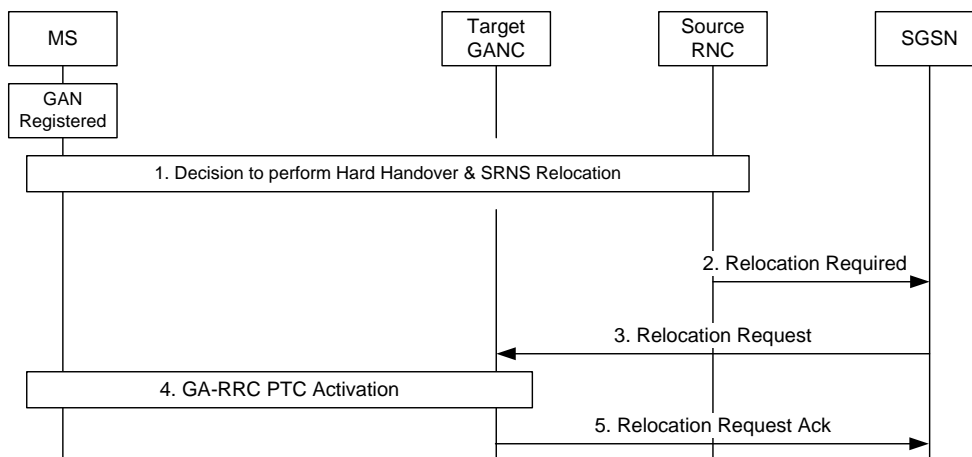 MS
Target
GANC
Source
RNC
SGSN
GAN
Registered
1. Decision to perform Hard Handover & SRNS Relocation
2. Relocation Required
3. Relocation Request
4. GA-RRC PTC Activation
5. Relocation Request Ack